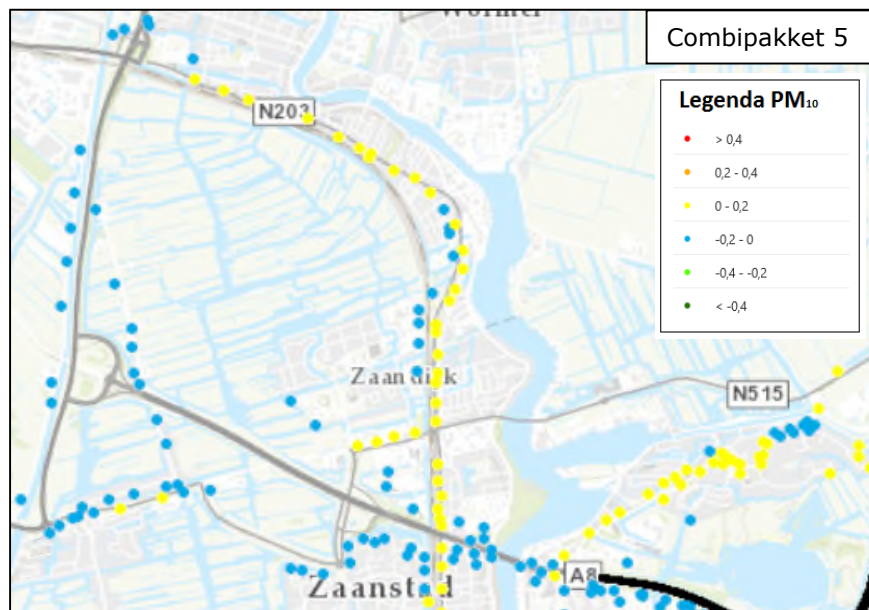 Wormer
Combipakket 5
Legenda PM₁₀
> 0,4
0,2 - 0,4
0 - 0,2
-0,2 - 0
-0,4 - -0,2
< -0,4
N203
Zaandijk
N515
A8
Zaanstad